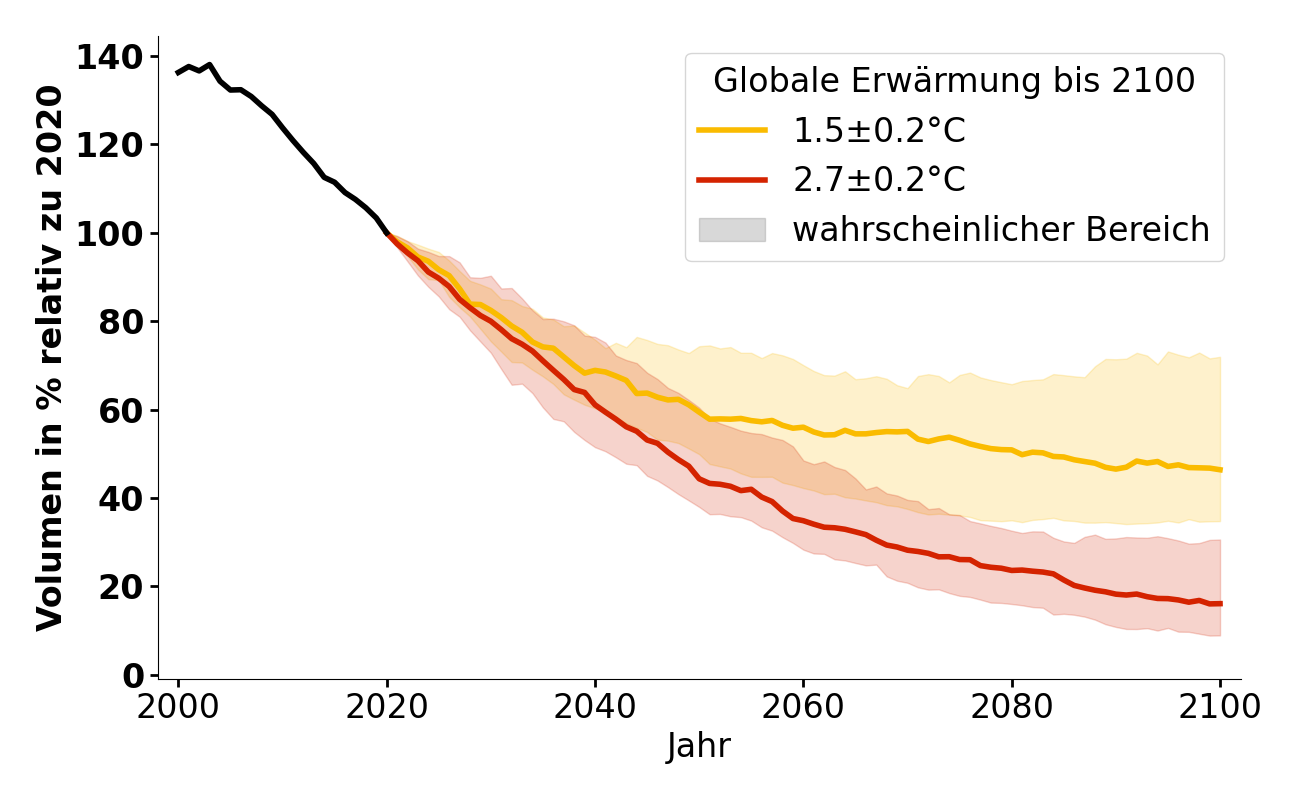 Volumen in % relativ zu 2020
140
120
100
80
60
40
20
0
Globale Erwärmung bis 2100
1.5±0.2°C
2.7±0.2°C
wahrscheinlicher Bereich
2000 2020 2040 2060 2080 2100
Jahr